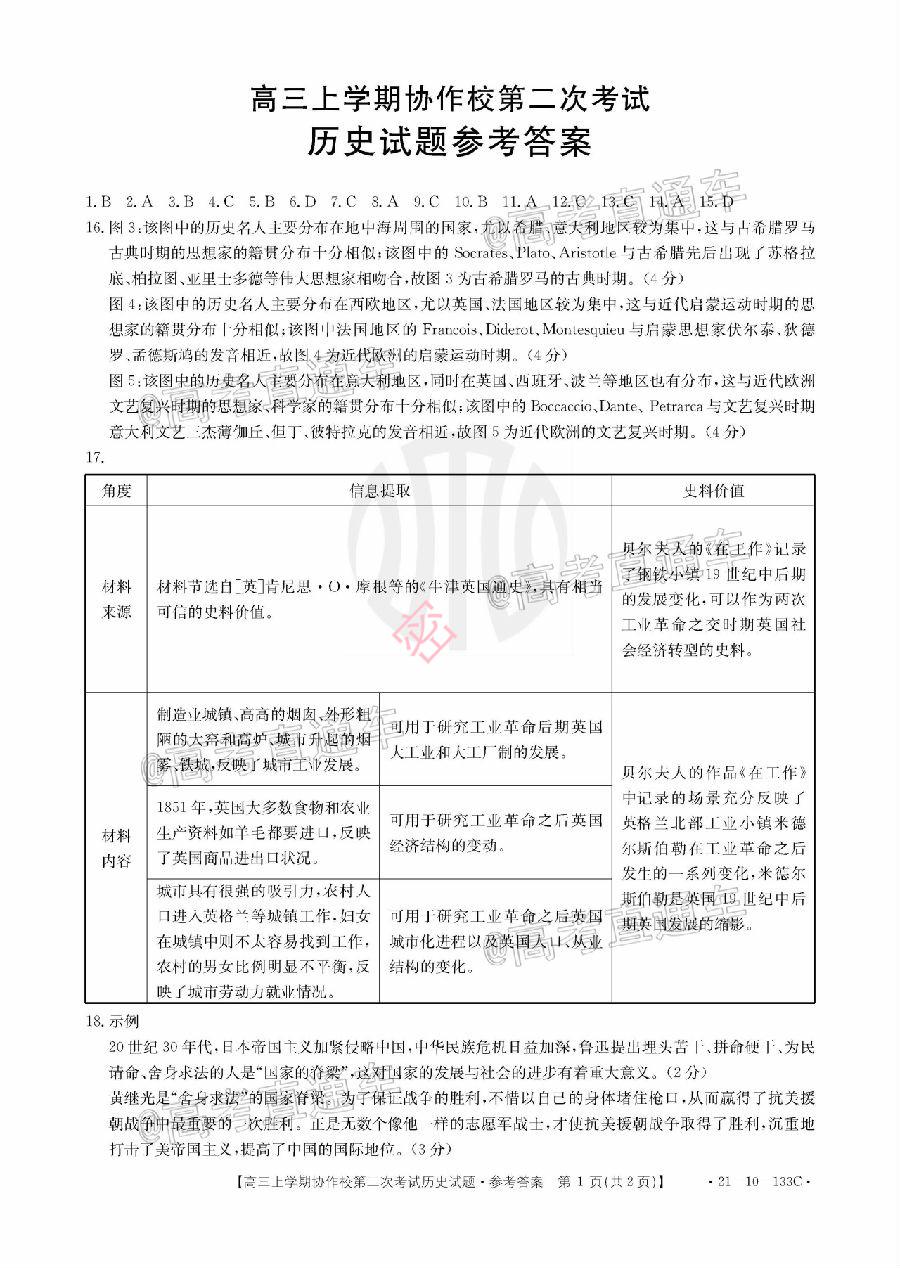 高三上学期协作校第二次考试
历史试题参考答案
1.B 2.A 3.B 4.C 5.B 6.D 7.C 8.A 9.C 10.B 11.A 12.C 13.C 14.A 15.D
16.图3:该图中的历史名人主要分布在地中海周围的国家,尤以希腊、意大利地区较为集中,这与古希腊罗马
古典时期的思想家的籍贯分布十分相似;该图中的 Socrates、Plato、Aristotle 与古希腊先后出现了苏格拉
底、柏拉图、亚里士多德等伟大思想家相吻合,故图3为古希腊罗马的古典时期。(4分)
图4:该图中的历史名人主要分布在西欧地区,尤以英国、法国地区较为集中,这与近代启蒙运动时期的思
想家的籍贯分布十分相似;该图中法国地区的 Francois、Diderot、Montesquieu 与启蒙思想家伏尔泰、狄德
罗、孟德斯鸠的发音相近,故图4为近代欧洲的启蒙运动时期。(4分)
图5:该图中的历史名人主要分布在意大利地区,同时在英国、西班牙、波兰等地区也有分布,这与近代欧洲
文艺复兴时期的思想家、科学家的籍贯分布十分相似;该图中的 Boccaccio、Dante、Petrarca 与文艺复兴时期
意大利文艺三杰薄伽丘、但丁、彼特拉克的发音相近,故图5为近代欧洲的文艺复兴时期。(4分)
17.
角度
信息提取
史料价值
材料
来源
材料节选自[英]肯尼思·O·摩根等的《牛津英国通史》,具有相当
可信的史料价值。
贝尔夫人的《在工作》记录
了钢铁小镇19世纪中后期
的发展变化,可以作为两次
工业革命之交时期英国社
会经济转型的史料。
材料
内容
制造业城镇、高高的烟囱、外形粗
陋的大窑和高炉、城市升起的烟
雾、铁城,反映了城市工业发展。
可用于研究工业革命后期英国
大工业和大工厂制的发展。
1851年,英国大多数食物和农业
生产资料如羊毛都要进口,反映
了英国商品进出口状况。
可用于研究工业革命之后英国
经济结构的变动。
城市具有很强的吸引力,农村人
口进入英格兰等城镇工作,妇女
在城镇中则不太容易找到工作,
农村的男女比例明显不平衡,反
映了城市劳动力就业情况。
可用于研究工业革命之后英国
城市化进程以及英国人口、从业
结构的变化。
贝尔夫人的作品《在工作》
中记录的场景充分反映了
英格兰北部工业小镇米德
尔斯伯勒在工业革命之后
发生的一系列变化,米德尔
斯伯勒是英国19世纪中后
期英国发展的缩影。
18.示例
20世纪30年代,日本帝国主义加紧侵略中国,中华民族危机日益加深,鲁迅提出埋头苦干、拼命硬干、为民
请命、舍身求法的人是“国家的脊梁”,这对国家的发展与社会的进步有着重大意义。(2分)
黄继光是“舍身求法”的国家脊梁。为了保证战争的胜利,不惜以自己的身体堵住枪口,从而赢得了抗美援
朝战争中最重要的一次胜利。正是无数个像他一样的志愿军战士,才使抗美援朝战争取得了胜利,沉重地
打击了美帝国主义,提高了中国的国际地位。(3分)
【高三上学期协作校第二次考试历史试题·参考答案 第1页(共2页)】 ·21-10-133C·
@高考直通车
@高考直通车
@高考直通车
@高考直通车
@高考直通车
@高考直通车
密